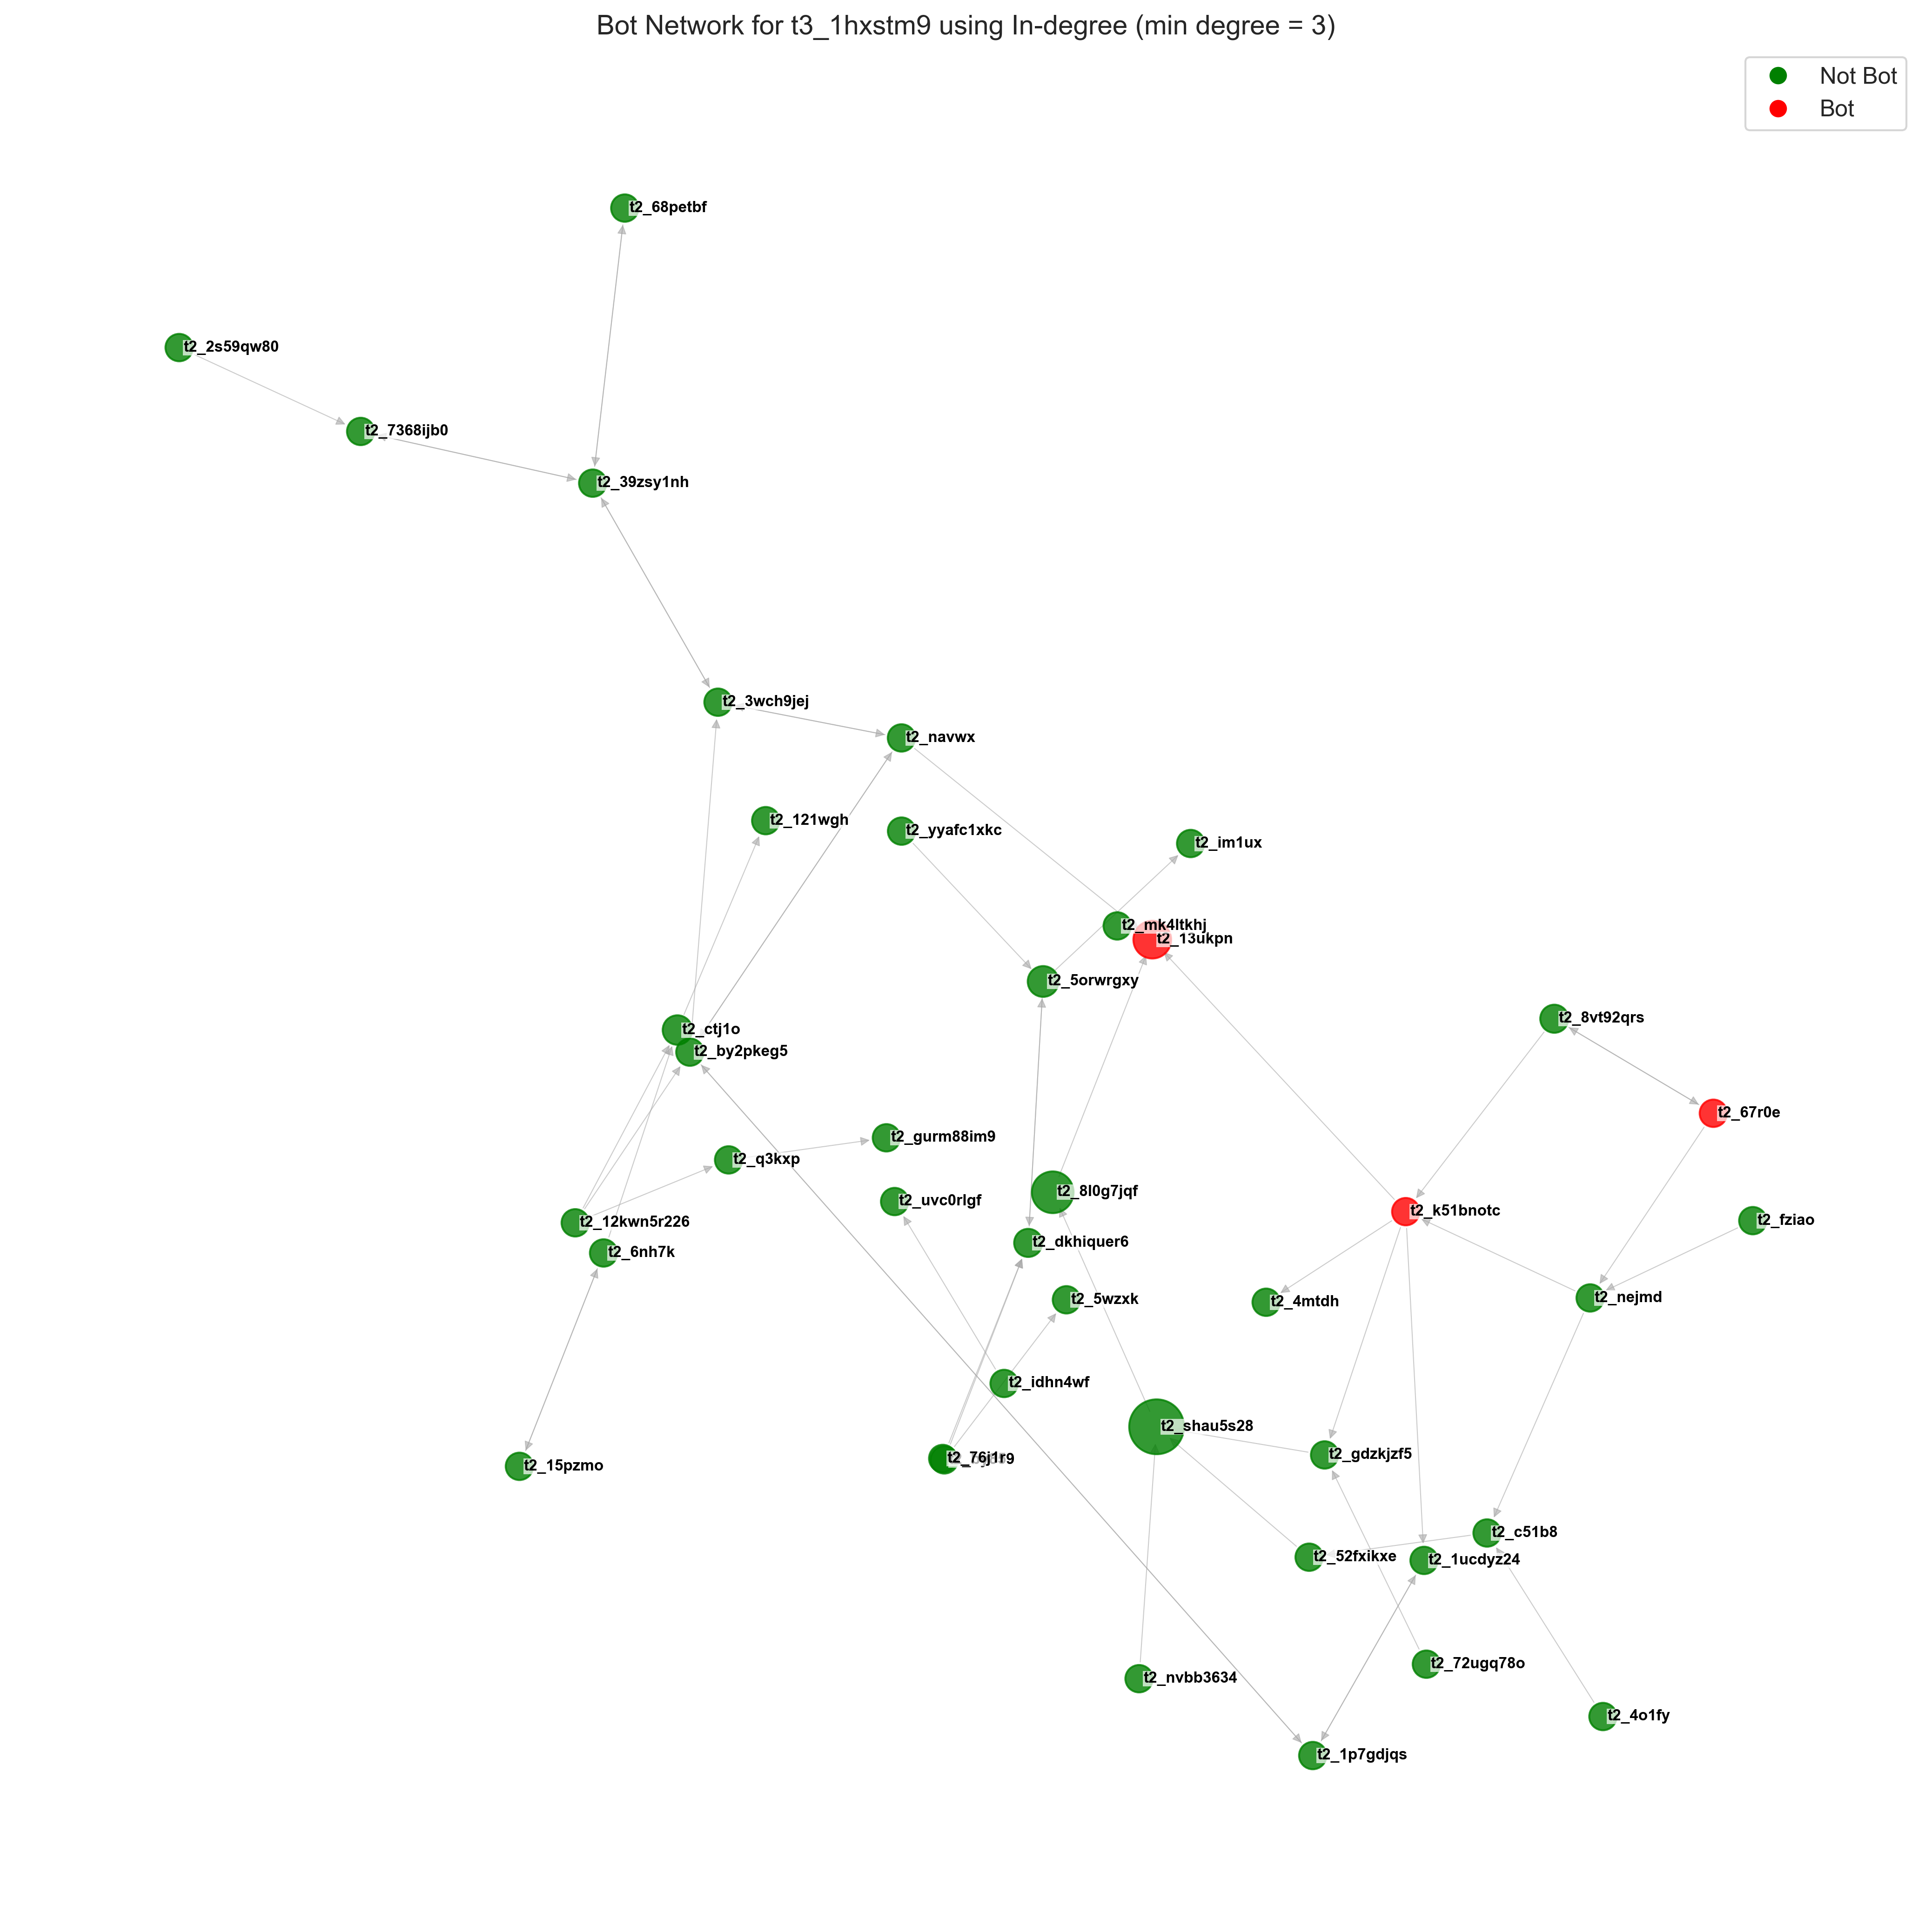 Bot Network for t3_1hxstm9 using In-degree (min degree = 3)
Not Bot
Bot
t2_68petbf
t2_2s59qw80
t2_7368ijb0
t2_39zsy1nh
t2_3wch9jej
t2_navwx
t2_121wgh
t2_yyafc1xkc
t2_im1ux
t2_mk4ltkhj
t2_13ukpn
t2_5orwrgxy
t2_8vt92qrs
t2_ctj1o
t2_by2pkeg5
t2_67r0e
t2_gurm88im9
t2_q3kxp
t2_8l0g7jqf
t2_uvc0rlgf
t2_k51bnotc
t2_fziao
t2_12kwn5r226
t2_dkhiquer6
t2_6nh7k
t2_5wzxk
t2_4mtdh
t2_nejmd
t2_idhn4wf
t2_shau5s28
t2_gdzkjzf5
t2_15pzmo
t2_c51b8
t2_52fxikxe
t2_1ucdyz24
t2_72ugq78o
t2_nvbb3634
t2_4o1fy
t2_1p7gdjqs